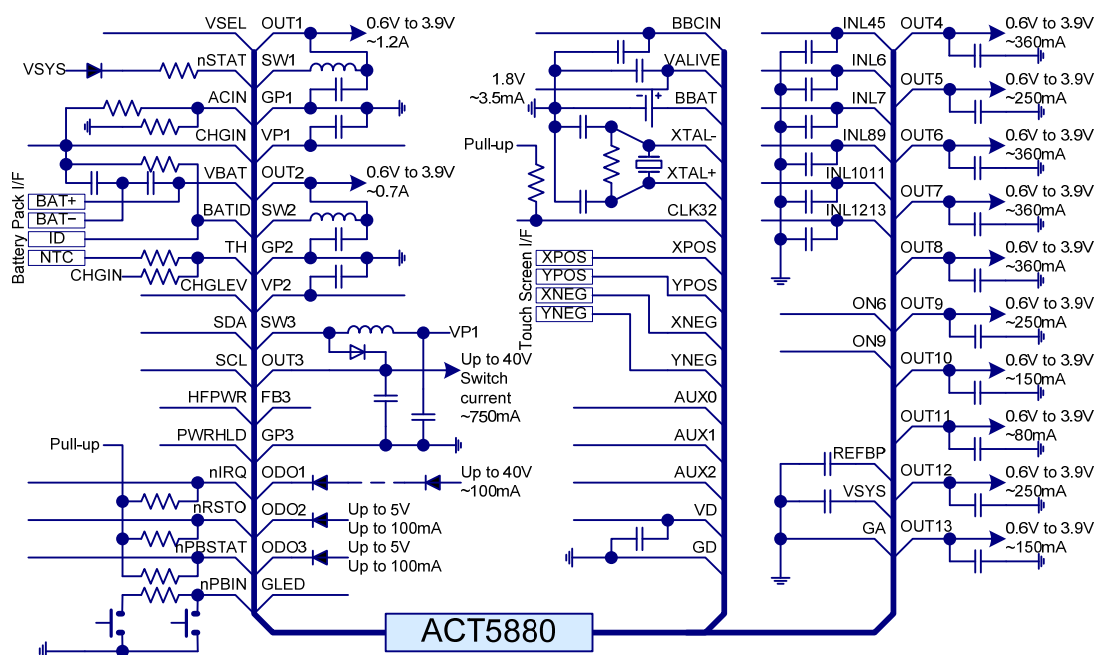 VSEL
OUT1
0.6V to 3.9V
~1.2A
VSYS
nSTAT
SW1
ACIN
GP1
CHGIN
VP1
VBAT
OUT2
0.6V to 3.9V
~0.7A
Battery Pack I/F
BAT+
BAT−
ID
NTC
BATID
SW2
TH
GP2
CHGIN
CHGLEV
VP2
SDA
SW3
VP1
SCL
OUT3
Up to 40V
Switch
current
~750mA
HFPWR
FB3
PWRHLD
GP3
Pull-up
nIRQ
ODO1
Up to 40V
~100mA
nRSTO
ODO2
Up to 5V
Up to 100mA
nPBSTAT
ODO3
Up to 5V
Up to 100mA
nPBIN
GLED
ACT5880
BBCIN
VALIVE
1.8V
~3.5mA
- +
BBAT
XTAL-
Pull-up
XTAL+
CLK32
Touch Screen I/F
XPOS
YPOS
XNEG
YNEG
XPOS
YPOS
XNEG
YNEG
AUX0
AUX1
AUX2
VD
GD
INL45
INL6
INL7
INL89
INL1011
INL1213
ON6
ON9
REFBP
VSYS
GA
OUT4
0.6V to 3.9V
~360mA
OUT5
0.6V to 3.9V
~250mA
OUT6
0.6V to 3.9V
~360mA
OUT7
0.6V to 3.9V
~360mA
OUT8
0.6V to 3.9V
~360mA
OUT9
0.6V to 3.9V
~250mA
OUT10
0.6V to 3.9V
~150mA
OUT11
0.6V to 3.9V
~80mA
OUT12
0.6V to 3.9V
~250mA
OUT13
0.6V to 3.9V
~150mA